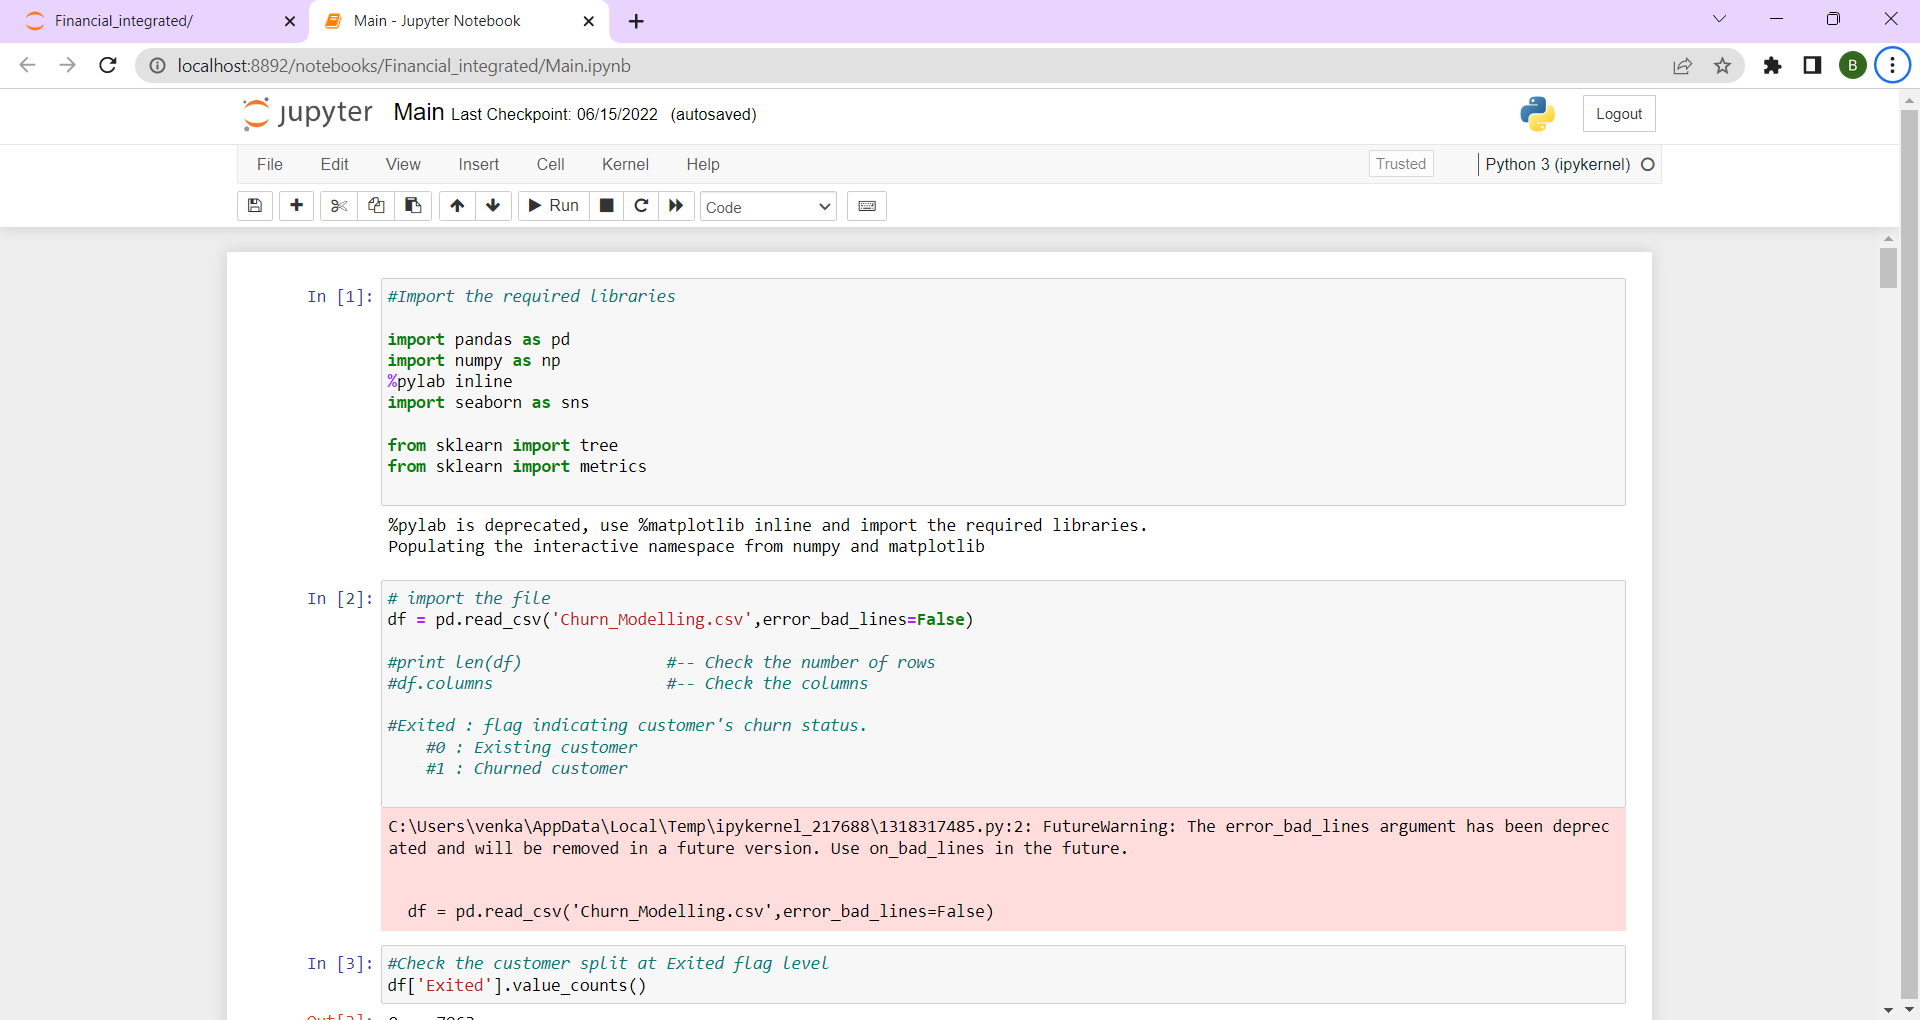 Financial_integrated/
Main - Jupyter Notebook
localhost:8892/notebooks/Financial_integrated/Main.ipynb
B
jupyter Main Last Checkpoint: 06/15/2022 (autosaved)
Logout
File Edit View Insert Cell Kernel Help
Trusted
Python 3 (ipykernel)
Run
Code
In [1]: #Import the required libraries
import pandas as pd
import numpy as np
%pylab inline
import seaborn as sns
from sklearn import tree
from sklearn import metrics
%pylab is deprecated, use %matplotlib inline and import the required libraries.
Populating the interactive namespace from numpy and matplotlib
In [2]: # import the file
df = pd.read_csv('Churn_Modelling.csv',error_bad_lines=False)
#print len(df) #-- Check the number of rows
#df.columns #-- Check the columns
#Exited : flag indicating customer's churn status.
#0 : Existing customer
#1 : Churned customer
C:\Users\venka\AppData\Local\Temp\ipykernel_217688\1318317485.py:2: FutureWarning: The error_bad_lines argument has been deprec
ated and will be removed in a future version. Use on_bad_lines in the future.
df = pd.read_csv('Churn_Modelling.csv',error_bad_lines=False)
In [3]: #Check the customer split at Exited flag level
df['Exited'].value_counts()